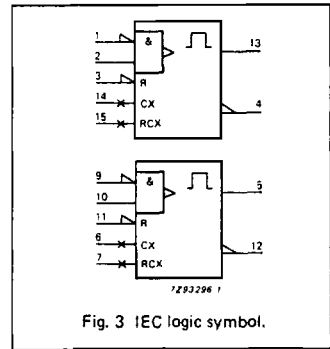 1
&
13
2
3
R
14
CX
4
15
RCX
9
&
5
10
11
R
6
CX
12
7
RCX
7Z93296.1
Fig. 3 IEC logic symbol.